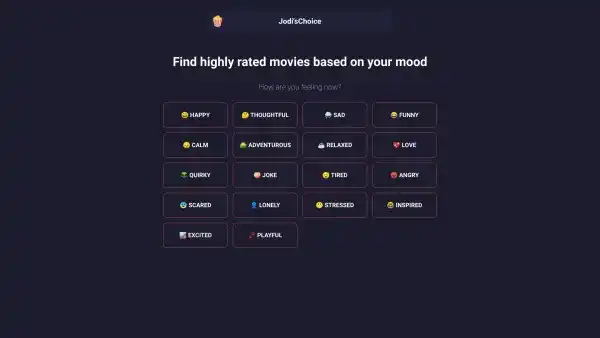 Jodi'sChoice
Find highly rated movies based on your mood
How are you feeling now?
😄 HAPPY 🤔 THOUGHTFUL 🌧️ SAD 😂 FUNNY
😌 CALM 🏕️ ADVENTUROUS ☕ RELAXED 💖 LOVE
QUIRKY 🤡 JOKE 😴 TIRED 😡 ANGRY
😨 SCARED 👤 LONELY 😬 STRESSED 🤩 INSPIRED
🎢 EXCITED PLAYFUL